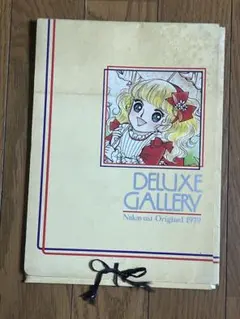 DELUXE
GALLERY
Nakayosi Original 1979